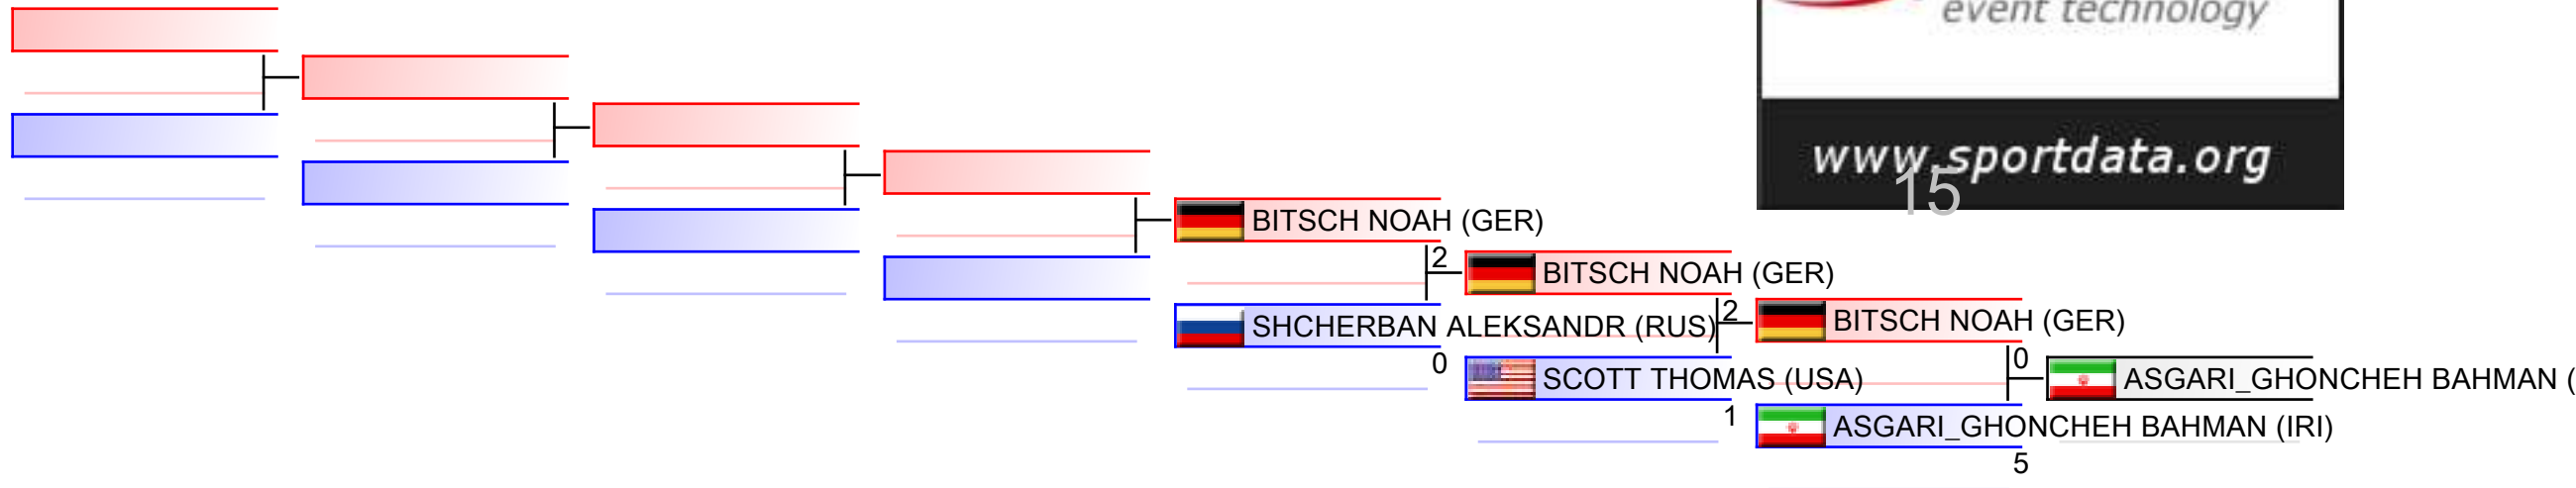 event technology
www.sportdata.org
15
BITSCH NOAH (GER)
2
BITSCH NOAH (GER)
SHCHERBAN ALEKSANDR (RUS)
2
BITSCH NOAH (GER)
0
SCOTT THOMAS (USA)
0
ASGARI_GHONCHEH BAHMAN (
1
ASGARI_GHONCHEH BAHMAN (IRI)
5